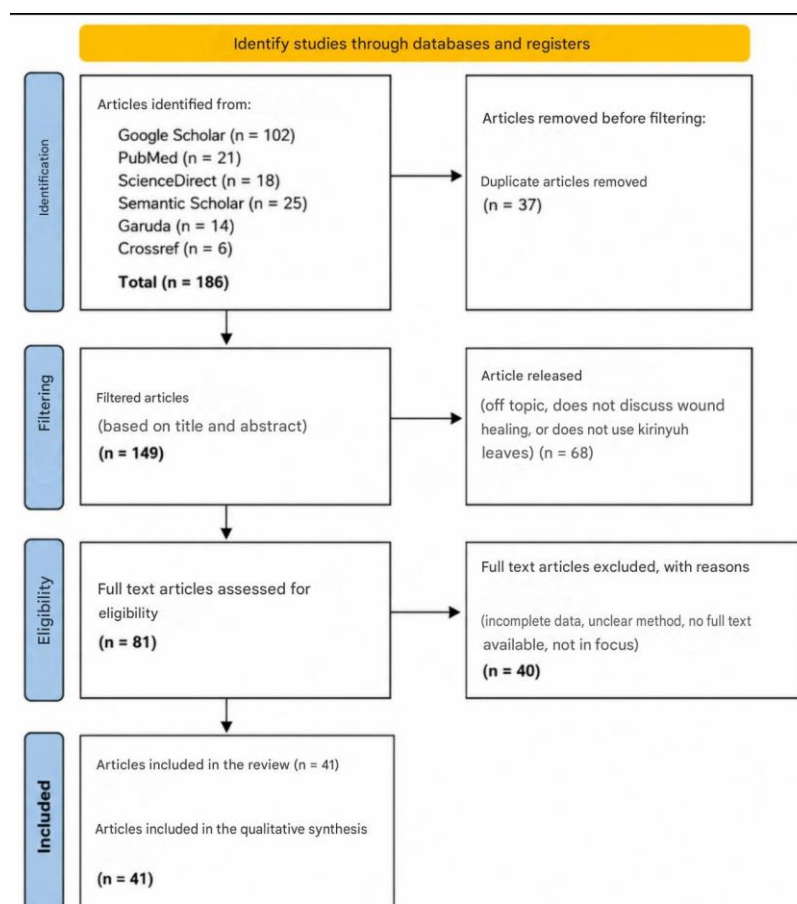 Identify studies through databases and registers
Identification
Articles identified from:
Google Scholar (n = 102)
PubMed (n = 21)
ScienceDirect (n = 18)
Semantic Scholar (n = 25)
Garuda (n = 14)
Crossref (n = 6)
Total (n = 186)
Articles removed before filtering:
Duplicate articles removed
(n = 37)
Filtering
Filtered articles
(based on title and abstract)
(n = 149)
Article released
(off topic, does not discuss wound
healing, or does not use kirinyuh
leaves) (n = 68)
Eligibility
Full text articles assessed for
eligibility
(n = 81)
Full text articles excluded, with reasons
(incomplete data, unclear method, no full text
available, not in focus)
(n = 40)
Included
Articles included in the review (n = 41)
Articles included in the qualitative synthesis
(n = 41)